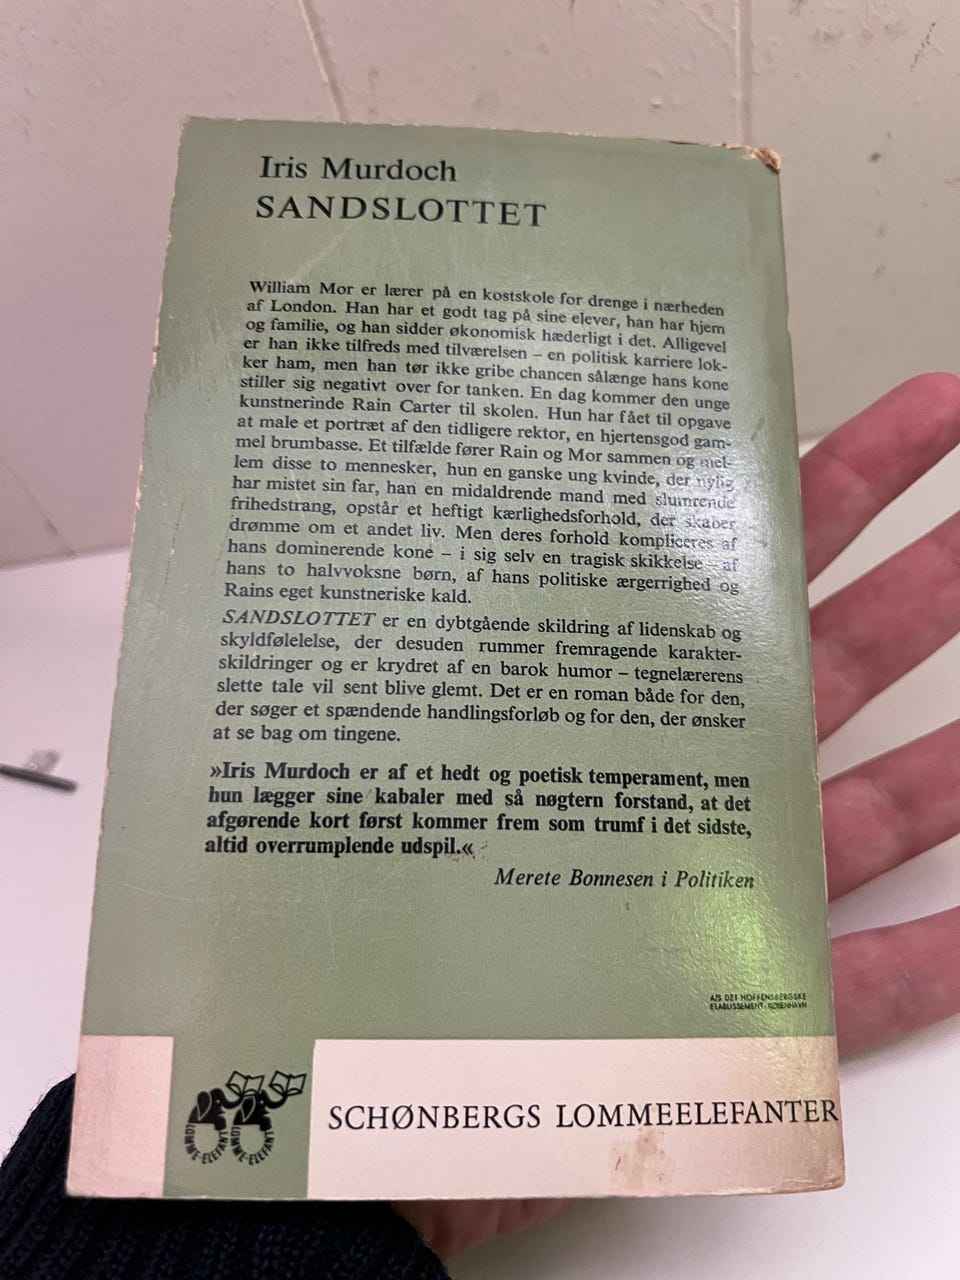 Iris Murdoch
SANDSLOTTET
William Mor er lærer på en kostskole for drenge i nærheden
af London. Han har et godt tag på sine elever, han har hjem
og familie, og han sidder økonomisk hæderligt i det. Alligevel
er han ikke tilfreds med tilværelsen – en politisk karriere lok-
ker ham, men han tør ikke gribe chancen sålænge hans kone
stiller sig negativt over for tanken. En dag kommer den unge
kunstnerinde Rain Carter til skolen. Hun har fået til opgave
at male et portræt af den tidligere rektor, en hjertensgod gam-
mel brumbasse. Et tilfælde fører Rain og Mor sammen og mel-
lem disse to mennesker, hun en ganske ung kvinde, der nylig
har mistet sin far, han en midaldrende mand med slumrende
frihedstrang, opstår et heftigt kærlighedsforhold, der skaber
drømme om et andet liv. Men deres forhold kompliceres af
hans dominerende kone – i sig selv en tragisk skikkelse – af
hans to halvvoksne børn, af hans politiske ærgerrighed og
Rains eget kunstneriske kald.
SANDSLOTTET er en dybtgående skildring af lidenskab og
skyldfølelelse, der desuden rummer fremragende karakter-
skildringer og er krydret af en barok humor – tegnelærerens
slette tale vil sent blive glemt. Det er en roman både for den,
der søger et spændende handlingsforløb og for den, der ønsker
at se bag om tingene.
»Iris Murdoch er af et hedt og poetisk temperament, men
hun lægger sine kabaler med så nøgtern forstand, at det
afgørende kort først kommer frem som trumf i det sidste,
altid overrumplende udspil.«
Merete Bonnesen i Politiken
A/S DET HOFFENSBERGSKE
ETABLISSEMENT - KØBENHAVN
LOMME-ELEFANT LOMME-ELEFANT
SCHØNBERGS LOMMEELEFANTER